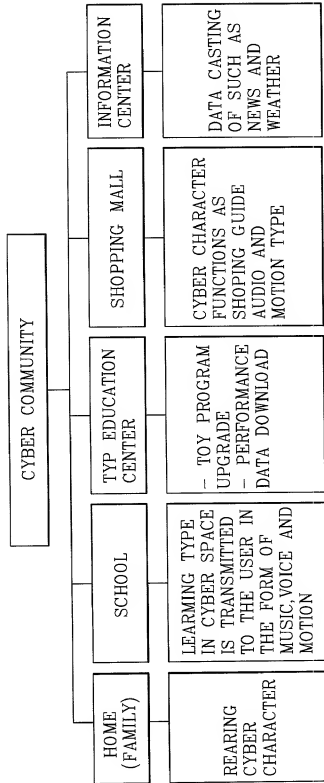 CYBER COMMUNITY
HOME
(FAMILY)
SCHOOL
TYP EDUCATION
CENTER
SHOPPING MALL
INFORMATION
CENTER
REARING
CYBER
CHARACTER
LEARMING TYPE
IN CYBER SPACE
IS TRANSMITTED
TO THE USER IN
THE FORM OF
MUSIC,VOICE AND
MOTION
- TOY PROGRAM
UPGRADE
- PERFORMANCE
DATA DOWNLOAD
CYBER CHARACTER
FUNCTIONS AS
SHOPING GUIDE
AUDIO AND
MOTION TYPE
DATA CASTING
OF SUCH AS
NEWS AND
WEATHER